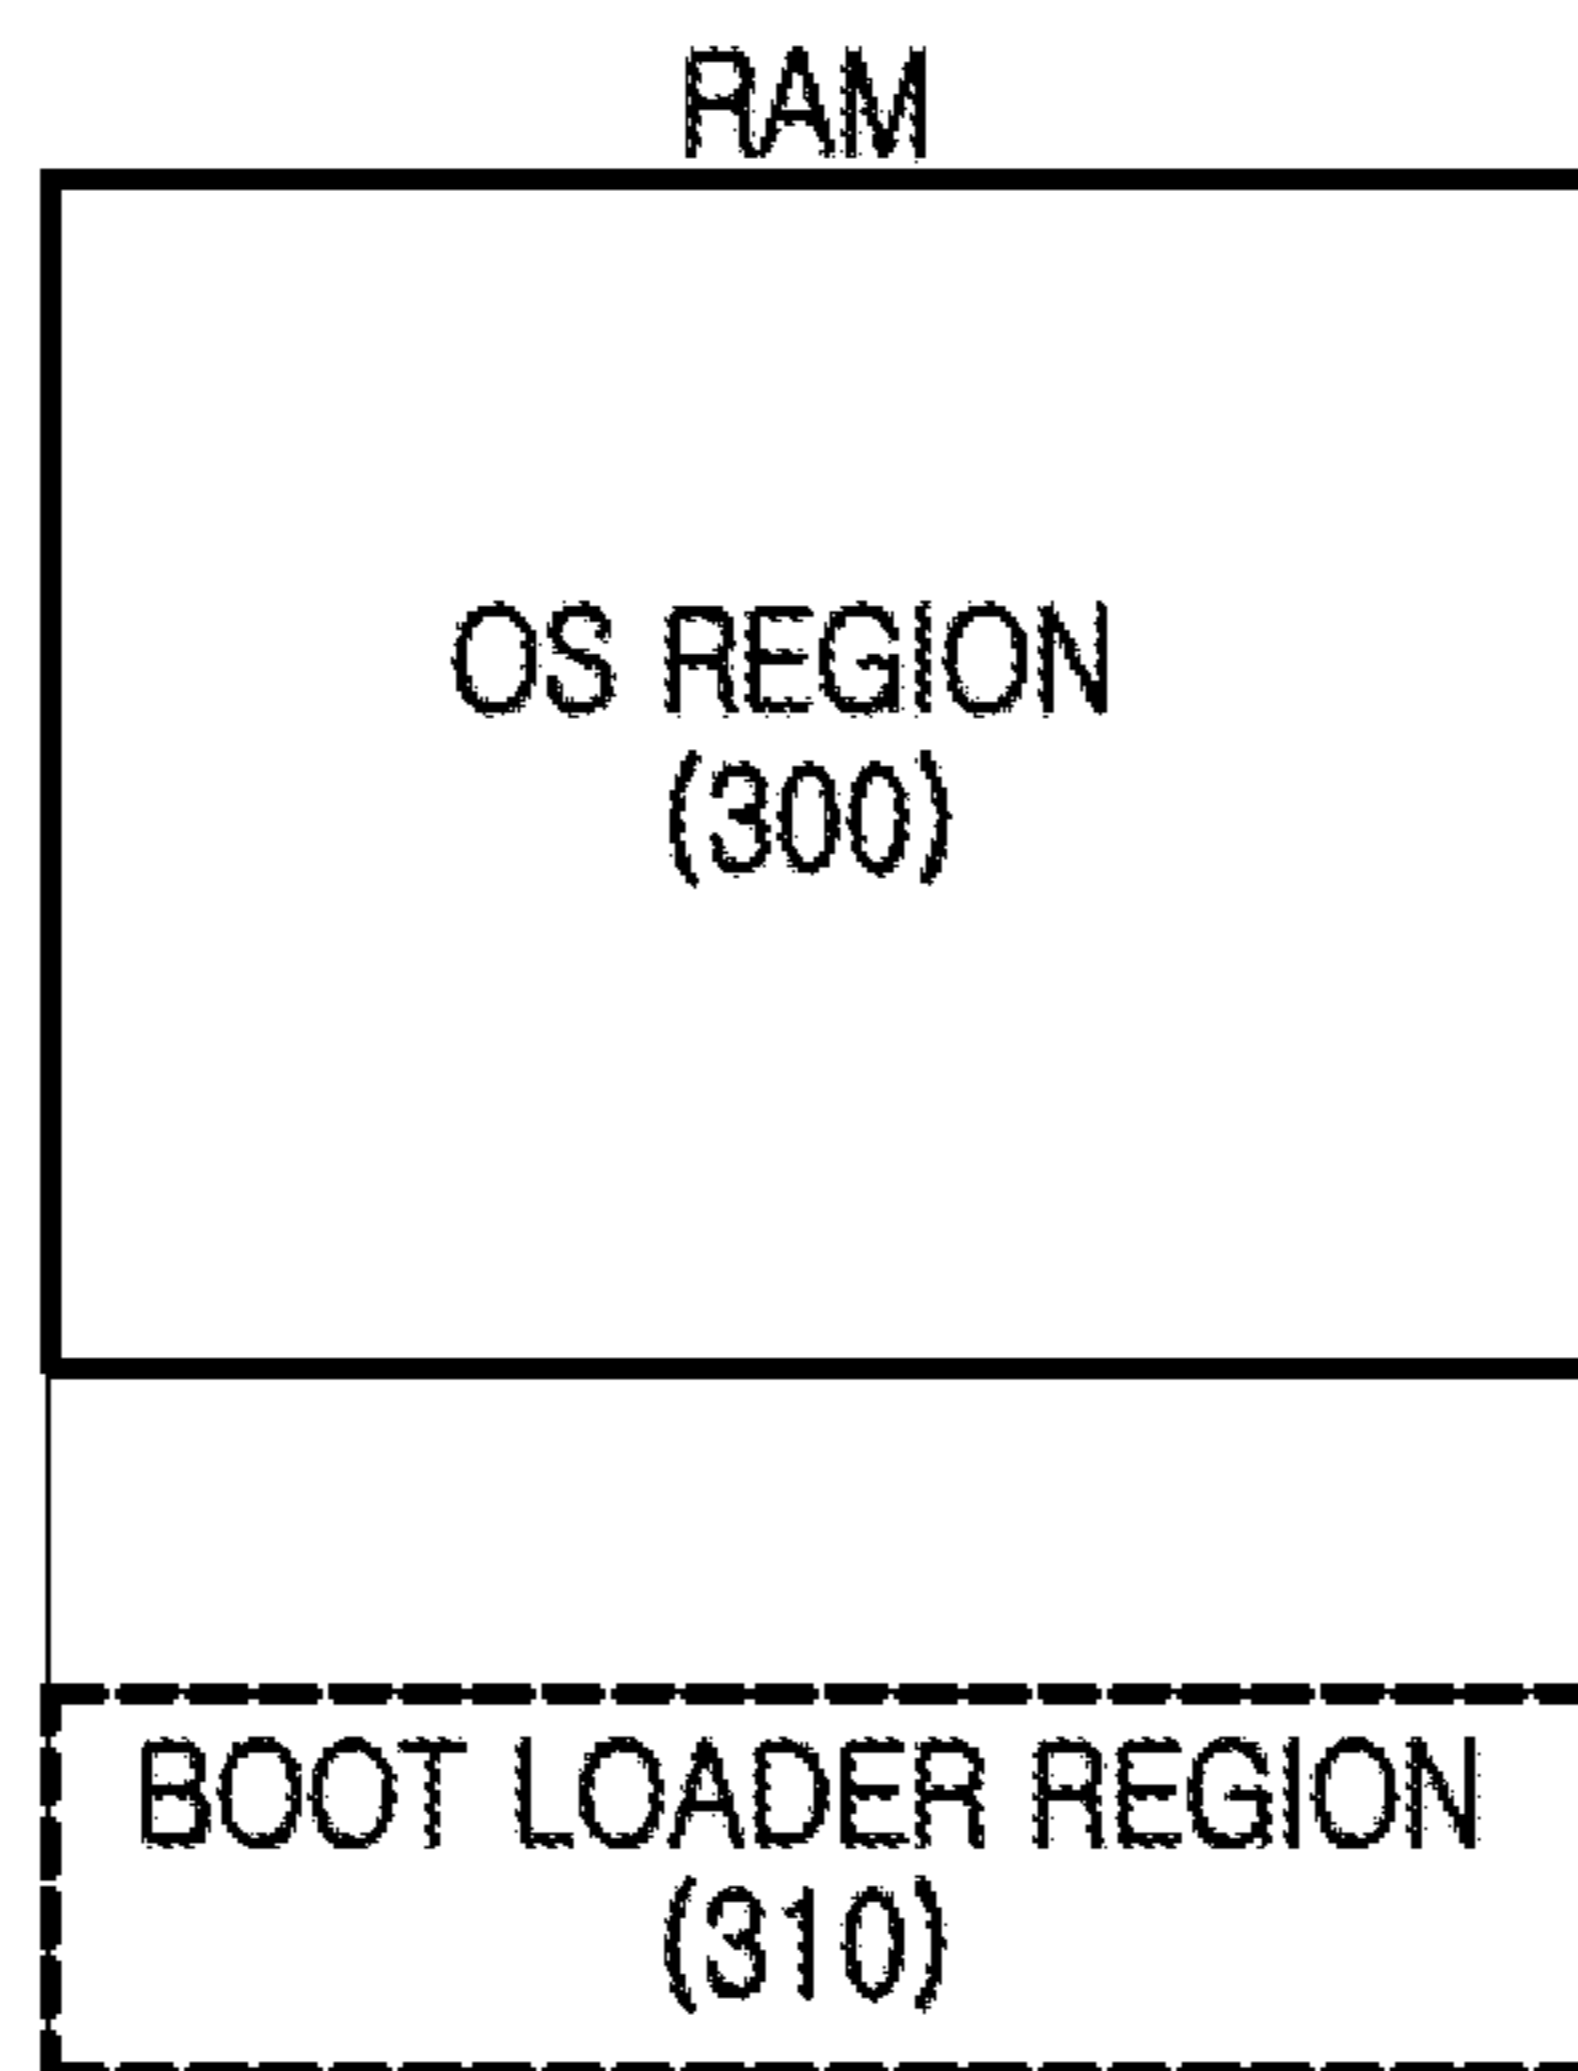 RAM
OS REGION
(300)
BOOT LOADER REGION
(310)